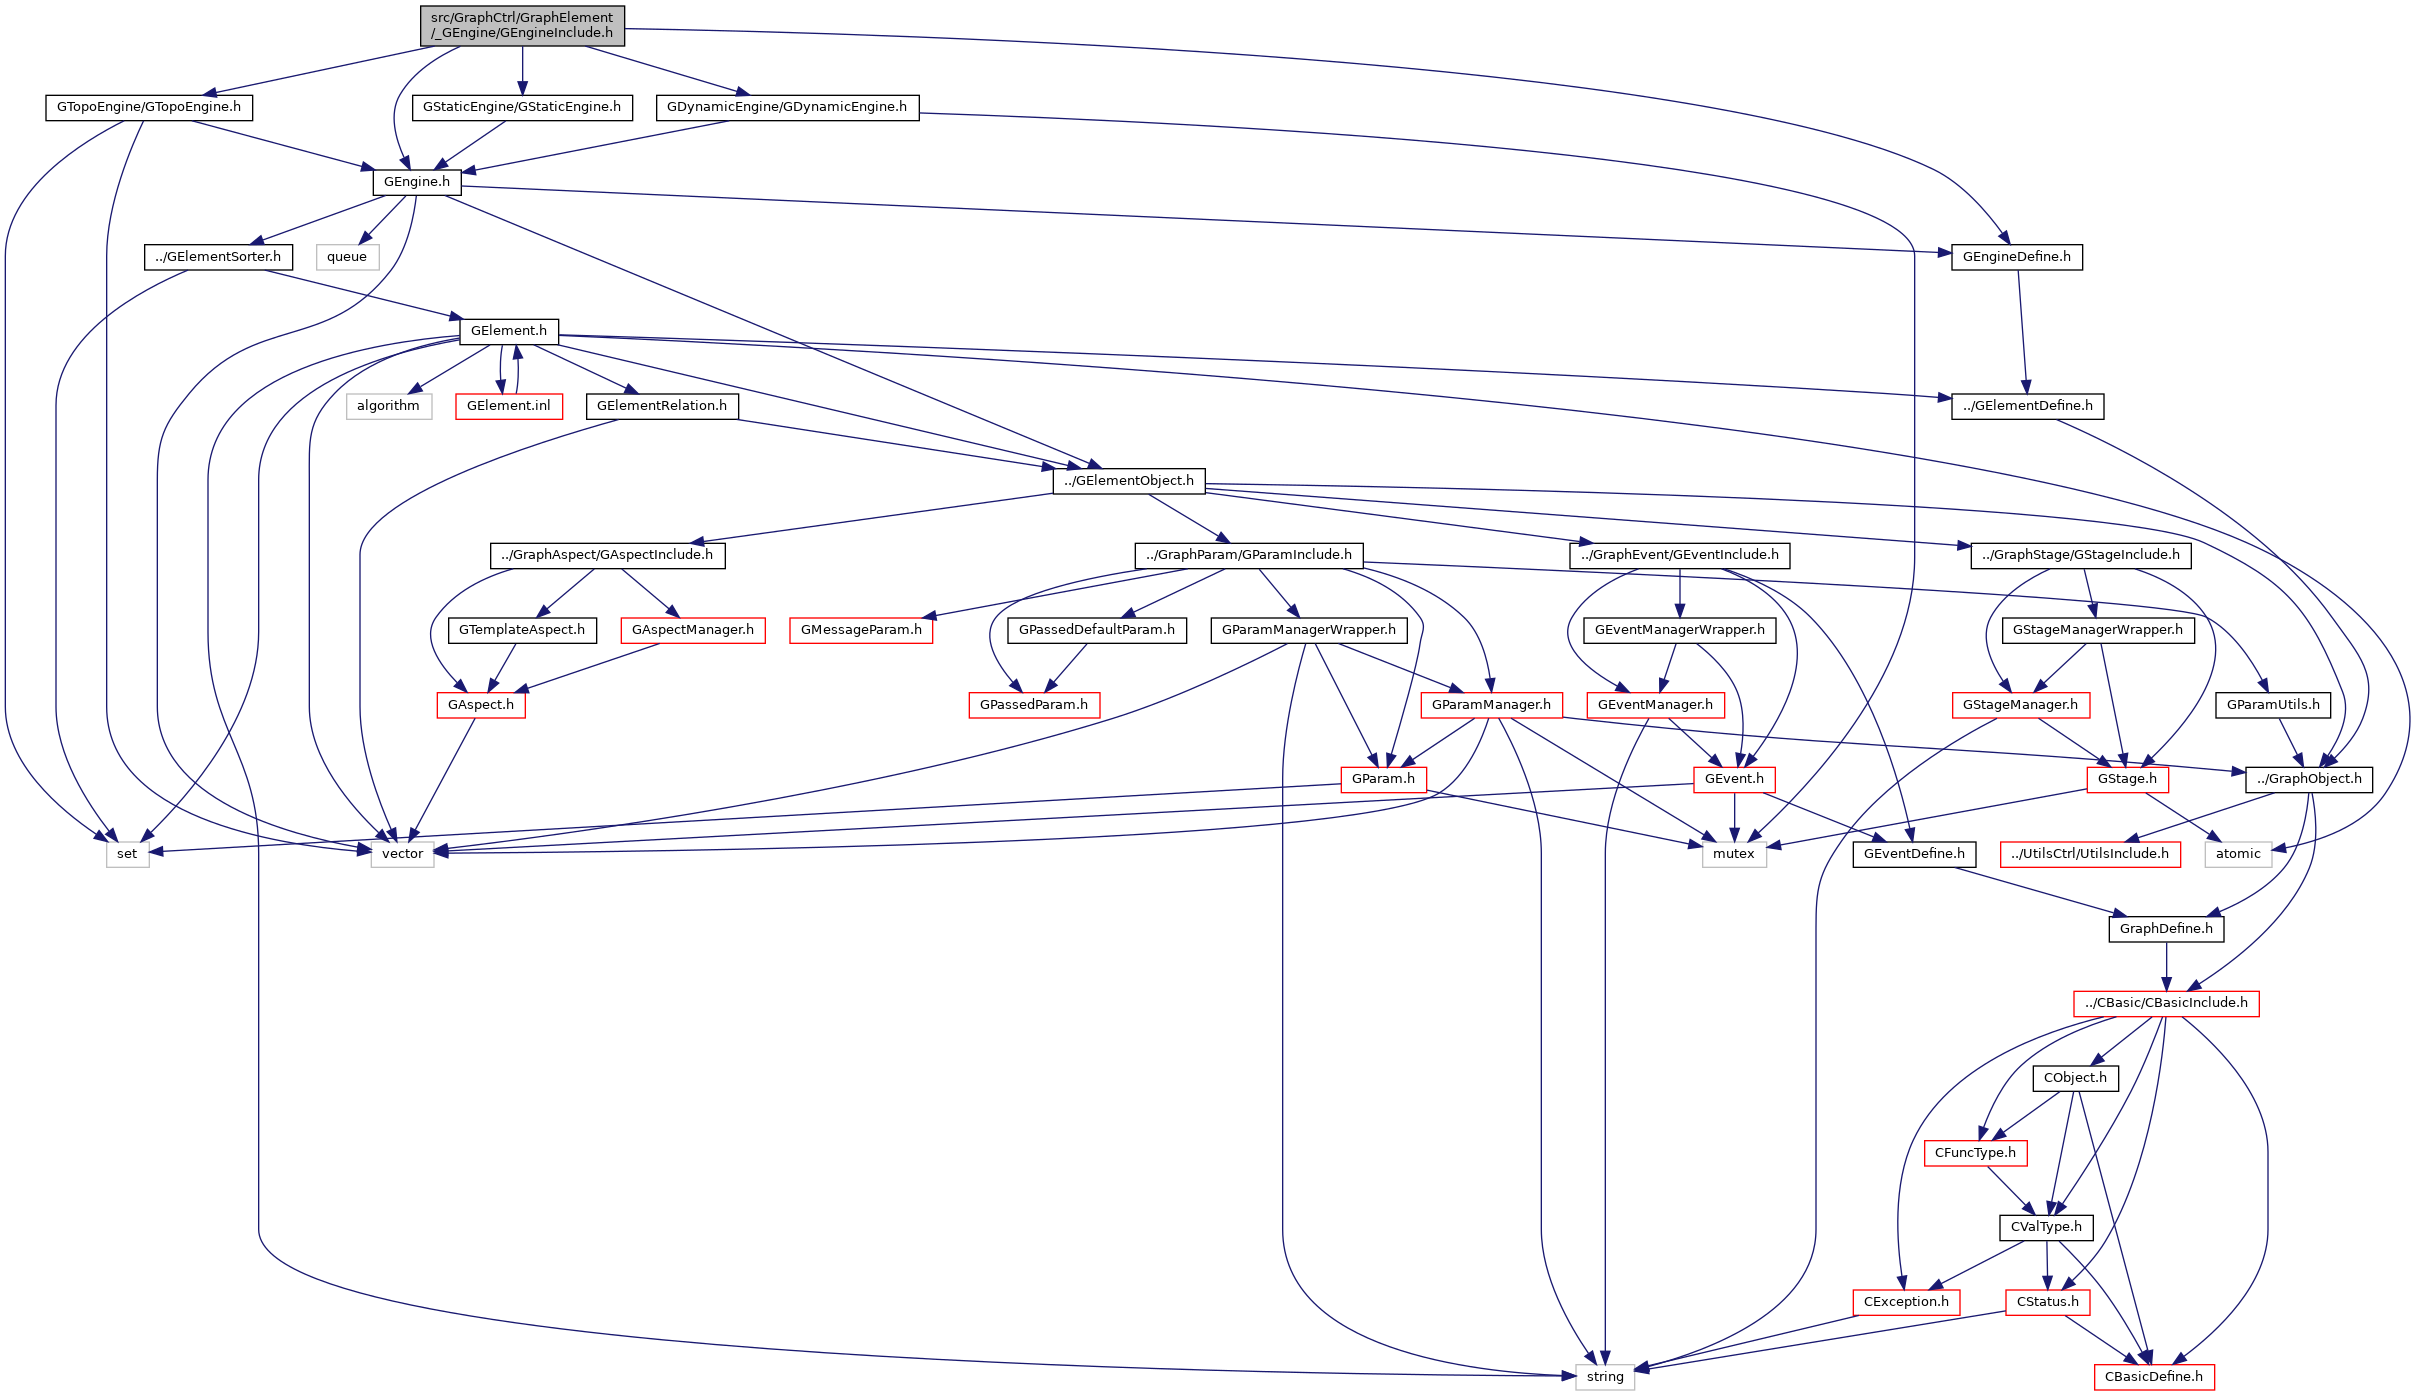 src/GraphCtrl/GraphElement
/_GEngine/GEngineInclude.h
GTopoEngine/GTopoEngine.h
GStaticEngine/GStaticEngine.h
GDynamicEngine/GDynamicEngine.h
GEngine.h
../GElementSorter.h
queue
GEngineDefine.h
GElement.h
algorithm
GElement.inl
GElementRelation.h
../GElementDefine.h
../GElementObject.h
../GraphAspect/GAspectInclude.h
../GraphParam/GParamInclude.h
../GraphEvent/GEventInclude.h
../GraphStage/GStageInclude.h
GTemplateAspect.h
GAspectManager.h
GMessageParam.h
GPassedDefaultParam.h
GParamManagerWrapper.h
GEventManagerWrapper.h
GStageManagerWrapper.h
GAspect.h
GPassedParam.h
GParamManager.h
GEventManager.h
GStageManager.h
GParamUtils.h
GParam.h
GEvent.h
GStage.h
../GraphObject.h
set
vector
mutex
GEventDefine.h
../UtilsCtrl/UtilsInclude.h
atomic
GraphDefine.h
../CBasic/CBasicInclude.h
CObject.h
CFuncType.h
CValType.h
CException.h
CStatus.h
string
CBasicDefine.h